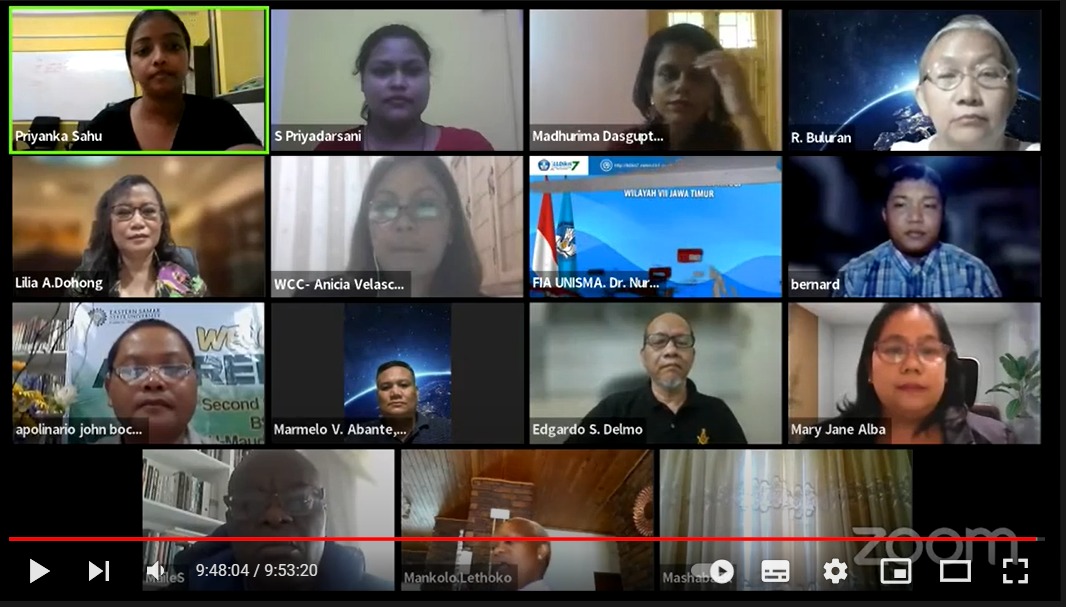 Priyanka Sahu
S Priyadarsani
Madhurima Dasgupt...
R. Buluran
Lilia A.Dohong
WCC- Anicia Velasc...
WILAYAH VII JAWA TIMUR
FIA UNISMA. Dr. Nur...
bernard
EASTERN SAMAR
STATE UNIVERSITY
Second
apolinario john boc...
Marmelo V. Abante,...
Edgardo S. Delmo
Mary Jane Alba
zoom
9:48:04 / 9:53:20
Mankolo.Lethoko